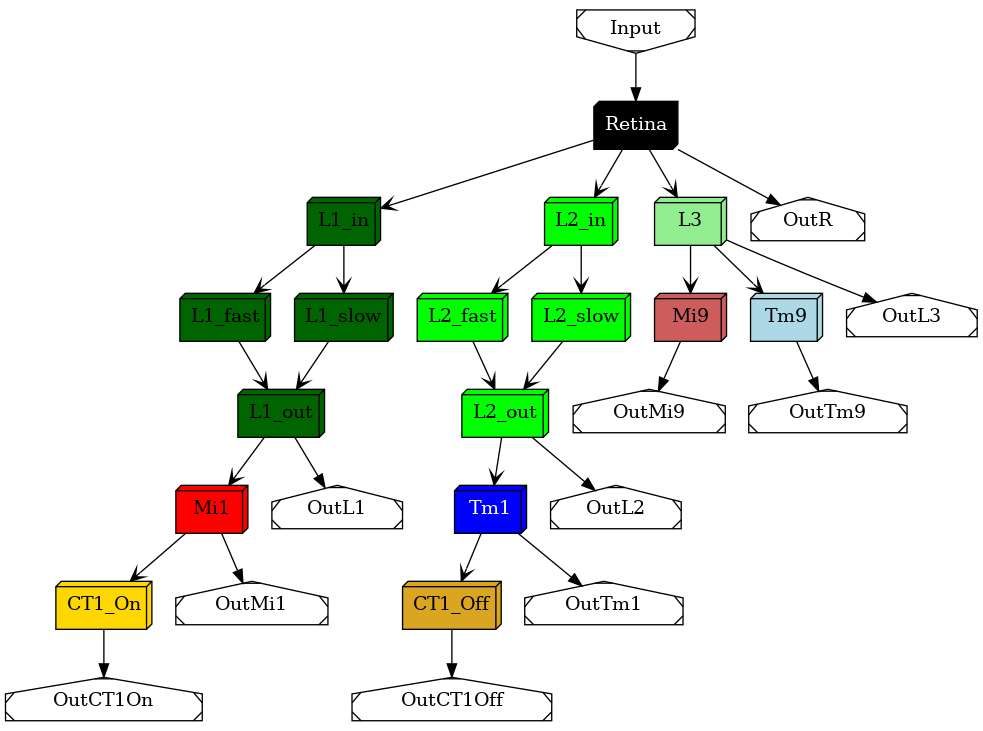 Input
Retina
L1_in
L2_in
L3
OutR
L1_fast
L1_slow
L2_fast
L2_slow
Mi9
Tm9
OutL3
L1_out
L2_out
OutMi9
OutTm9
Mi1
OutL1
Tm1
OutL2
CT1_On
OutMi1
CT1_Off
OutTm1
OutCT1On
OutCT1Off